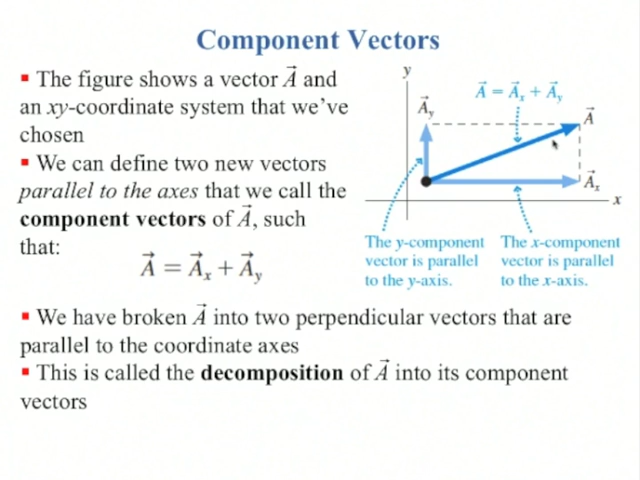 Component Vectors
▪ The figure shows a vector A⃗ and
an xy-coordinate system that we've
chosen
▪ We can define two new vectors
parallel to the axes that we call the
component vectors of A⃗, such
that:
A⃗ = A⃗ₓ + A⃗ᵧ
y
A⃗ = A⃗ₓ + A⃗ᵧ
A⃗ᵧ
A⃗
A⃗ₓ
x
The y-component
vector is parallel
to the y-axis.
The x-component
vector is parallel
to the x-axis.
▪ We have broken A⃗ into two perpendicular vectors that are
parallel to the coordinate axes
▪ This is called the decomposition of A⃗ into its component
vectors